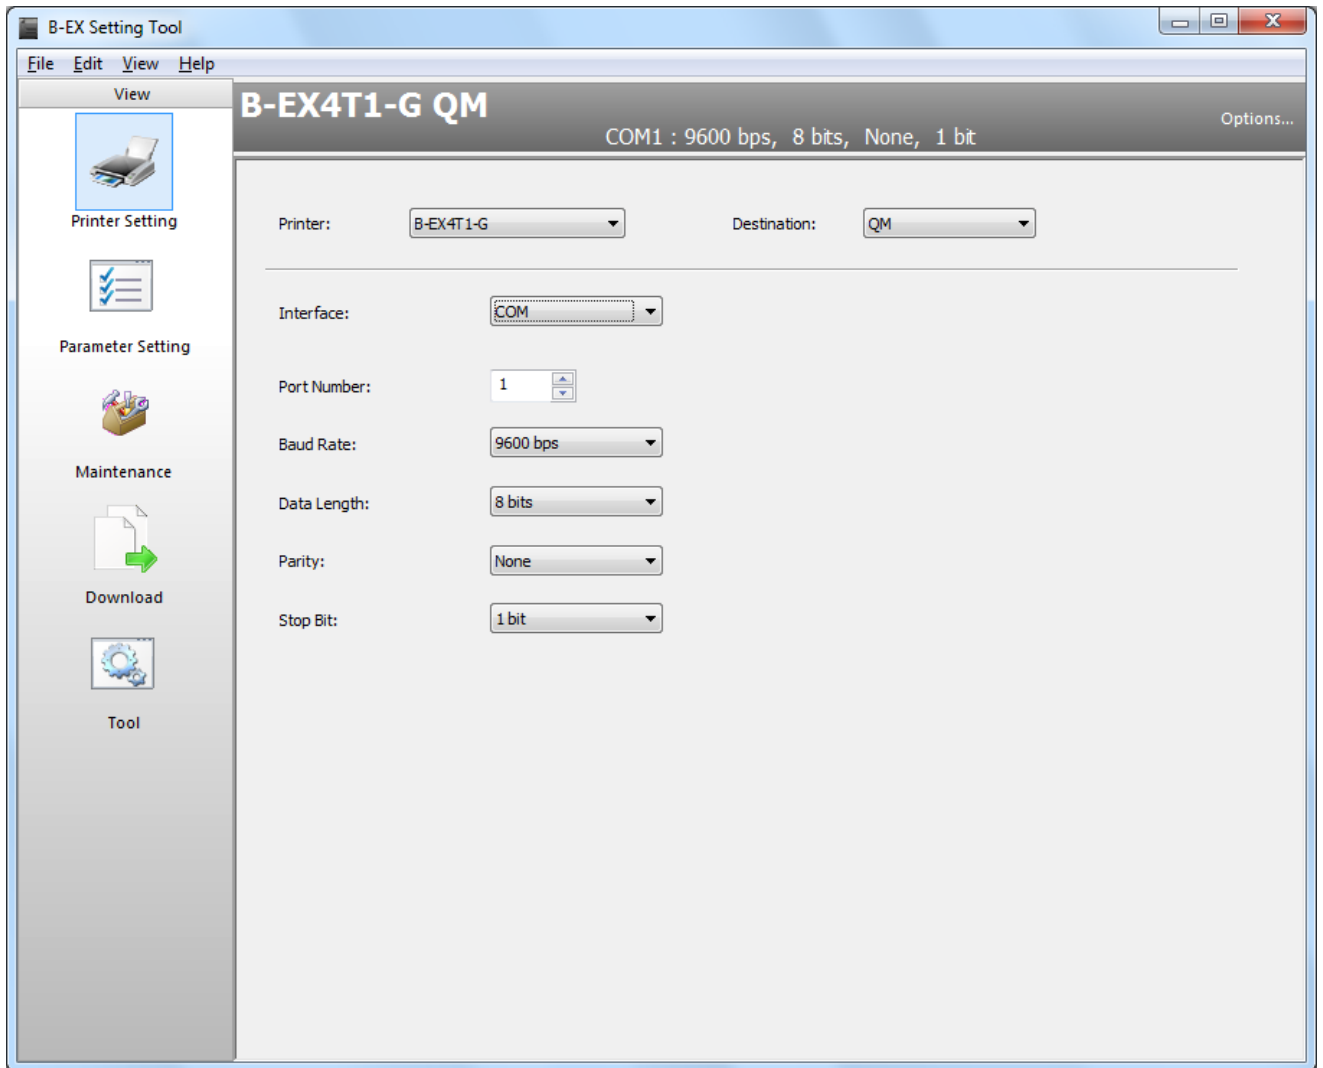 B-EX Setting Tool
File Edit View Help
View
B-EX4T1-G QM
COM1 : 9600 bps, 8 bits, None, 1 bit
Options...
Printer Setting
Parameter Setting
Maintenance
Download
Tool
Printer: B-EX4T1-G Destination: QM
Interface: COM
Port Number: 1
Baud Rate: 9600 bps
Data Length: 8 bits
Parity: None
Stop Bit: 1 bit